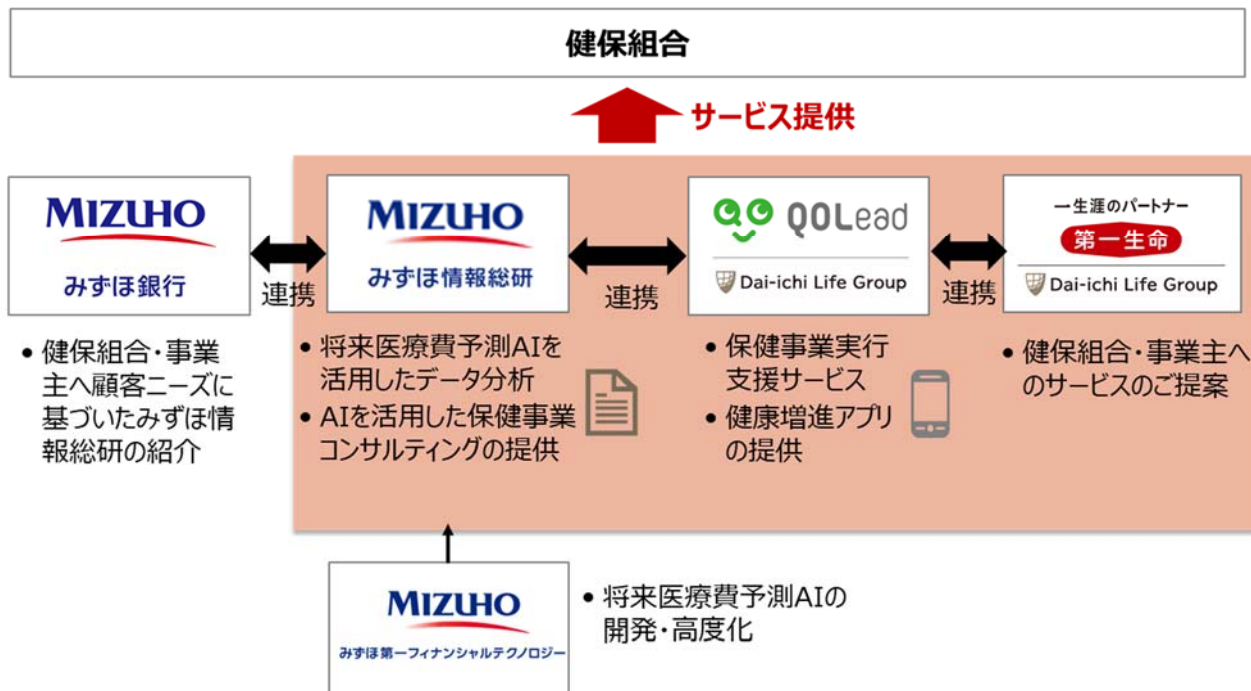 健保組合
サービス提供
MIZUHO
みずほ銀行
連携
MIZUHO
みずほ情報総研
連携
QOLead
Dai-ichi Life Group
連携
一生涯のパートナー
第一生命
Dai-ichi Life Group
• 健保組合・事業
主へ顧客ニーズに
基づいたみずほ情
報総研の紹介
• 将来医療費予測AIを
活用したデータ分析
• AIを活用した保健事業
コンサルティングの提供
• 保健事業実行
支援サービス
• 健康増進アプリ
の提供
• 健保組合・事業主へ
のサービスのご提案
MIZUHO
みずほ第一フィナンシャルテクノロジー
• 将来医療費予測AIの
開発・高度化